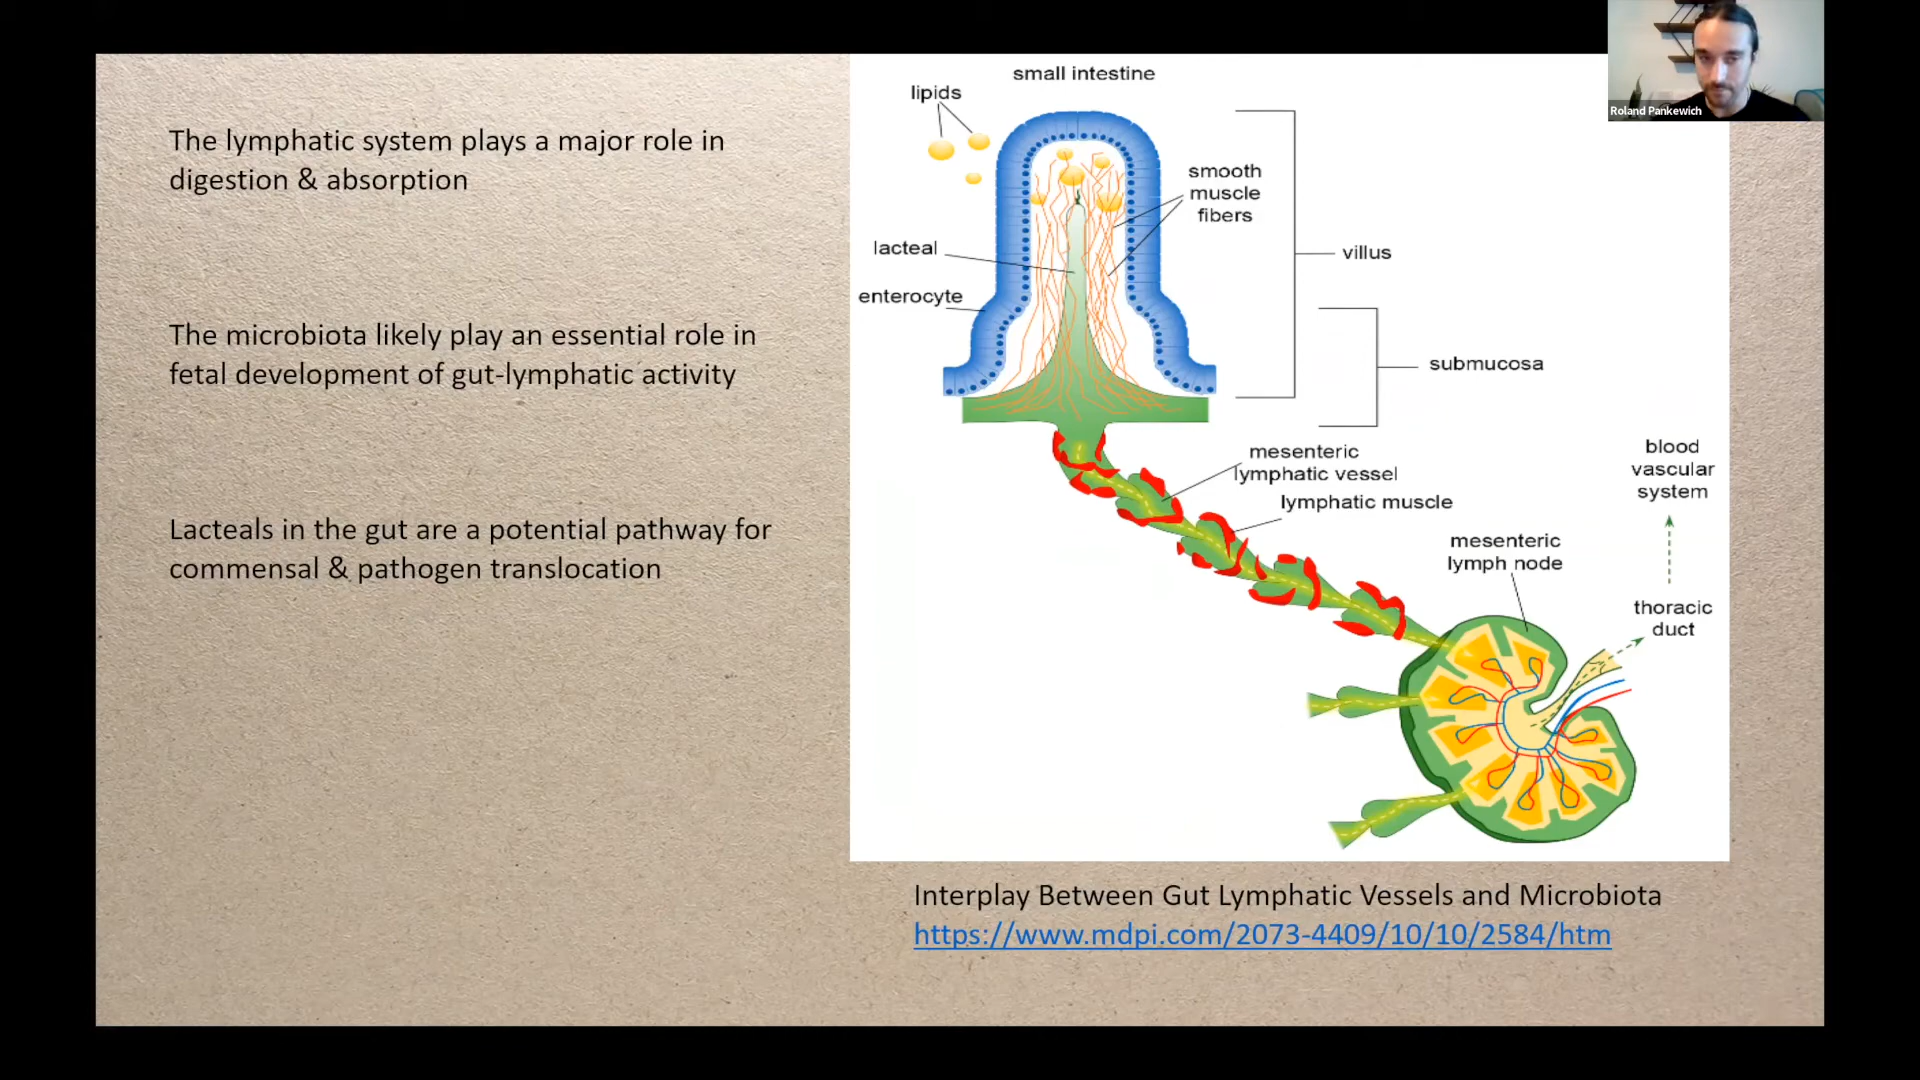 The lymphatic system plays a major role in
digestion & absorption
The microbiota likely play an essential role in
fetal development of gut-lymphatic activity
Lacteals in the gut are a potential pathway for
commensal & pathogen translocation
small intestine
lipids
smooth
muscle
fibers
lacteal
villus
enterocyte
submucosa
mesenteric
lymphatic vessel
lymphatic muscle
blood
vascular
system
mesenteric
lymph node
thoracic
duct
Interplay Between Gut Lymphatic Vessels and Microbiota
https://www.mdpi.com/2073-4409/10/10/2584/htm
Roland Pankewich